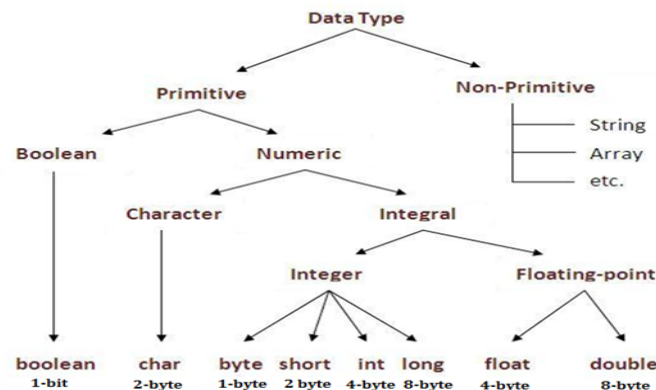 Data Type
Primitive
Non-Primitive
String
Array
etc.
Boolean
Numeric
Character
Integral
Integer
Floating-point
boolean char byte short int long float double
1-bit 2-byte 1-byte 2 byte 4-byte 8-byte 4-byte 8-byte